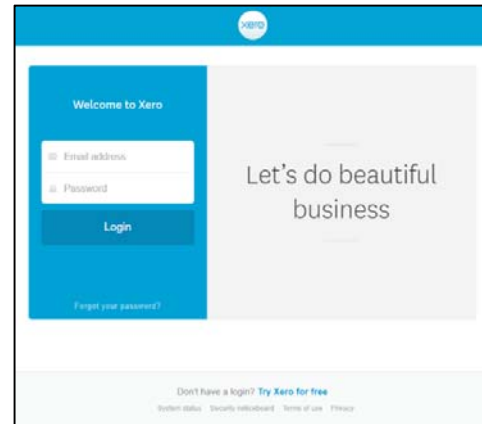 xero
Welcome to Xero
Email address
Password
Login
Forgot your password?
Let's do beautiful
business
Don't have a login? Try Xero for free
System status Security noticeboard Terms of use Privacy